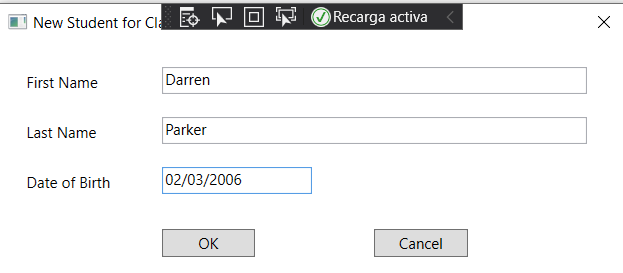 New Student for Cla
Recarga activa
First Name
Darren
Last Name
Parker
Date of Birth
02/03/2006
OK
Cancel